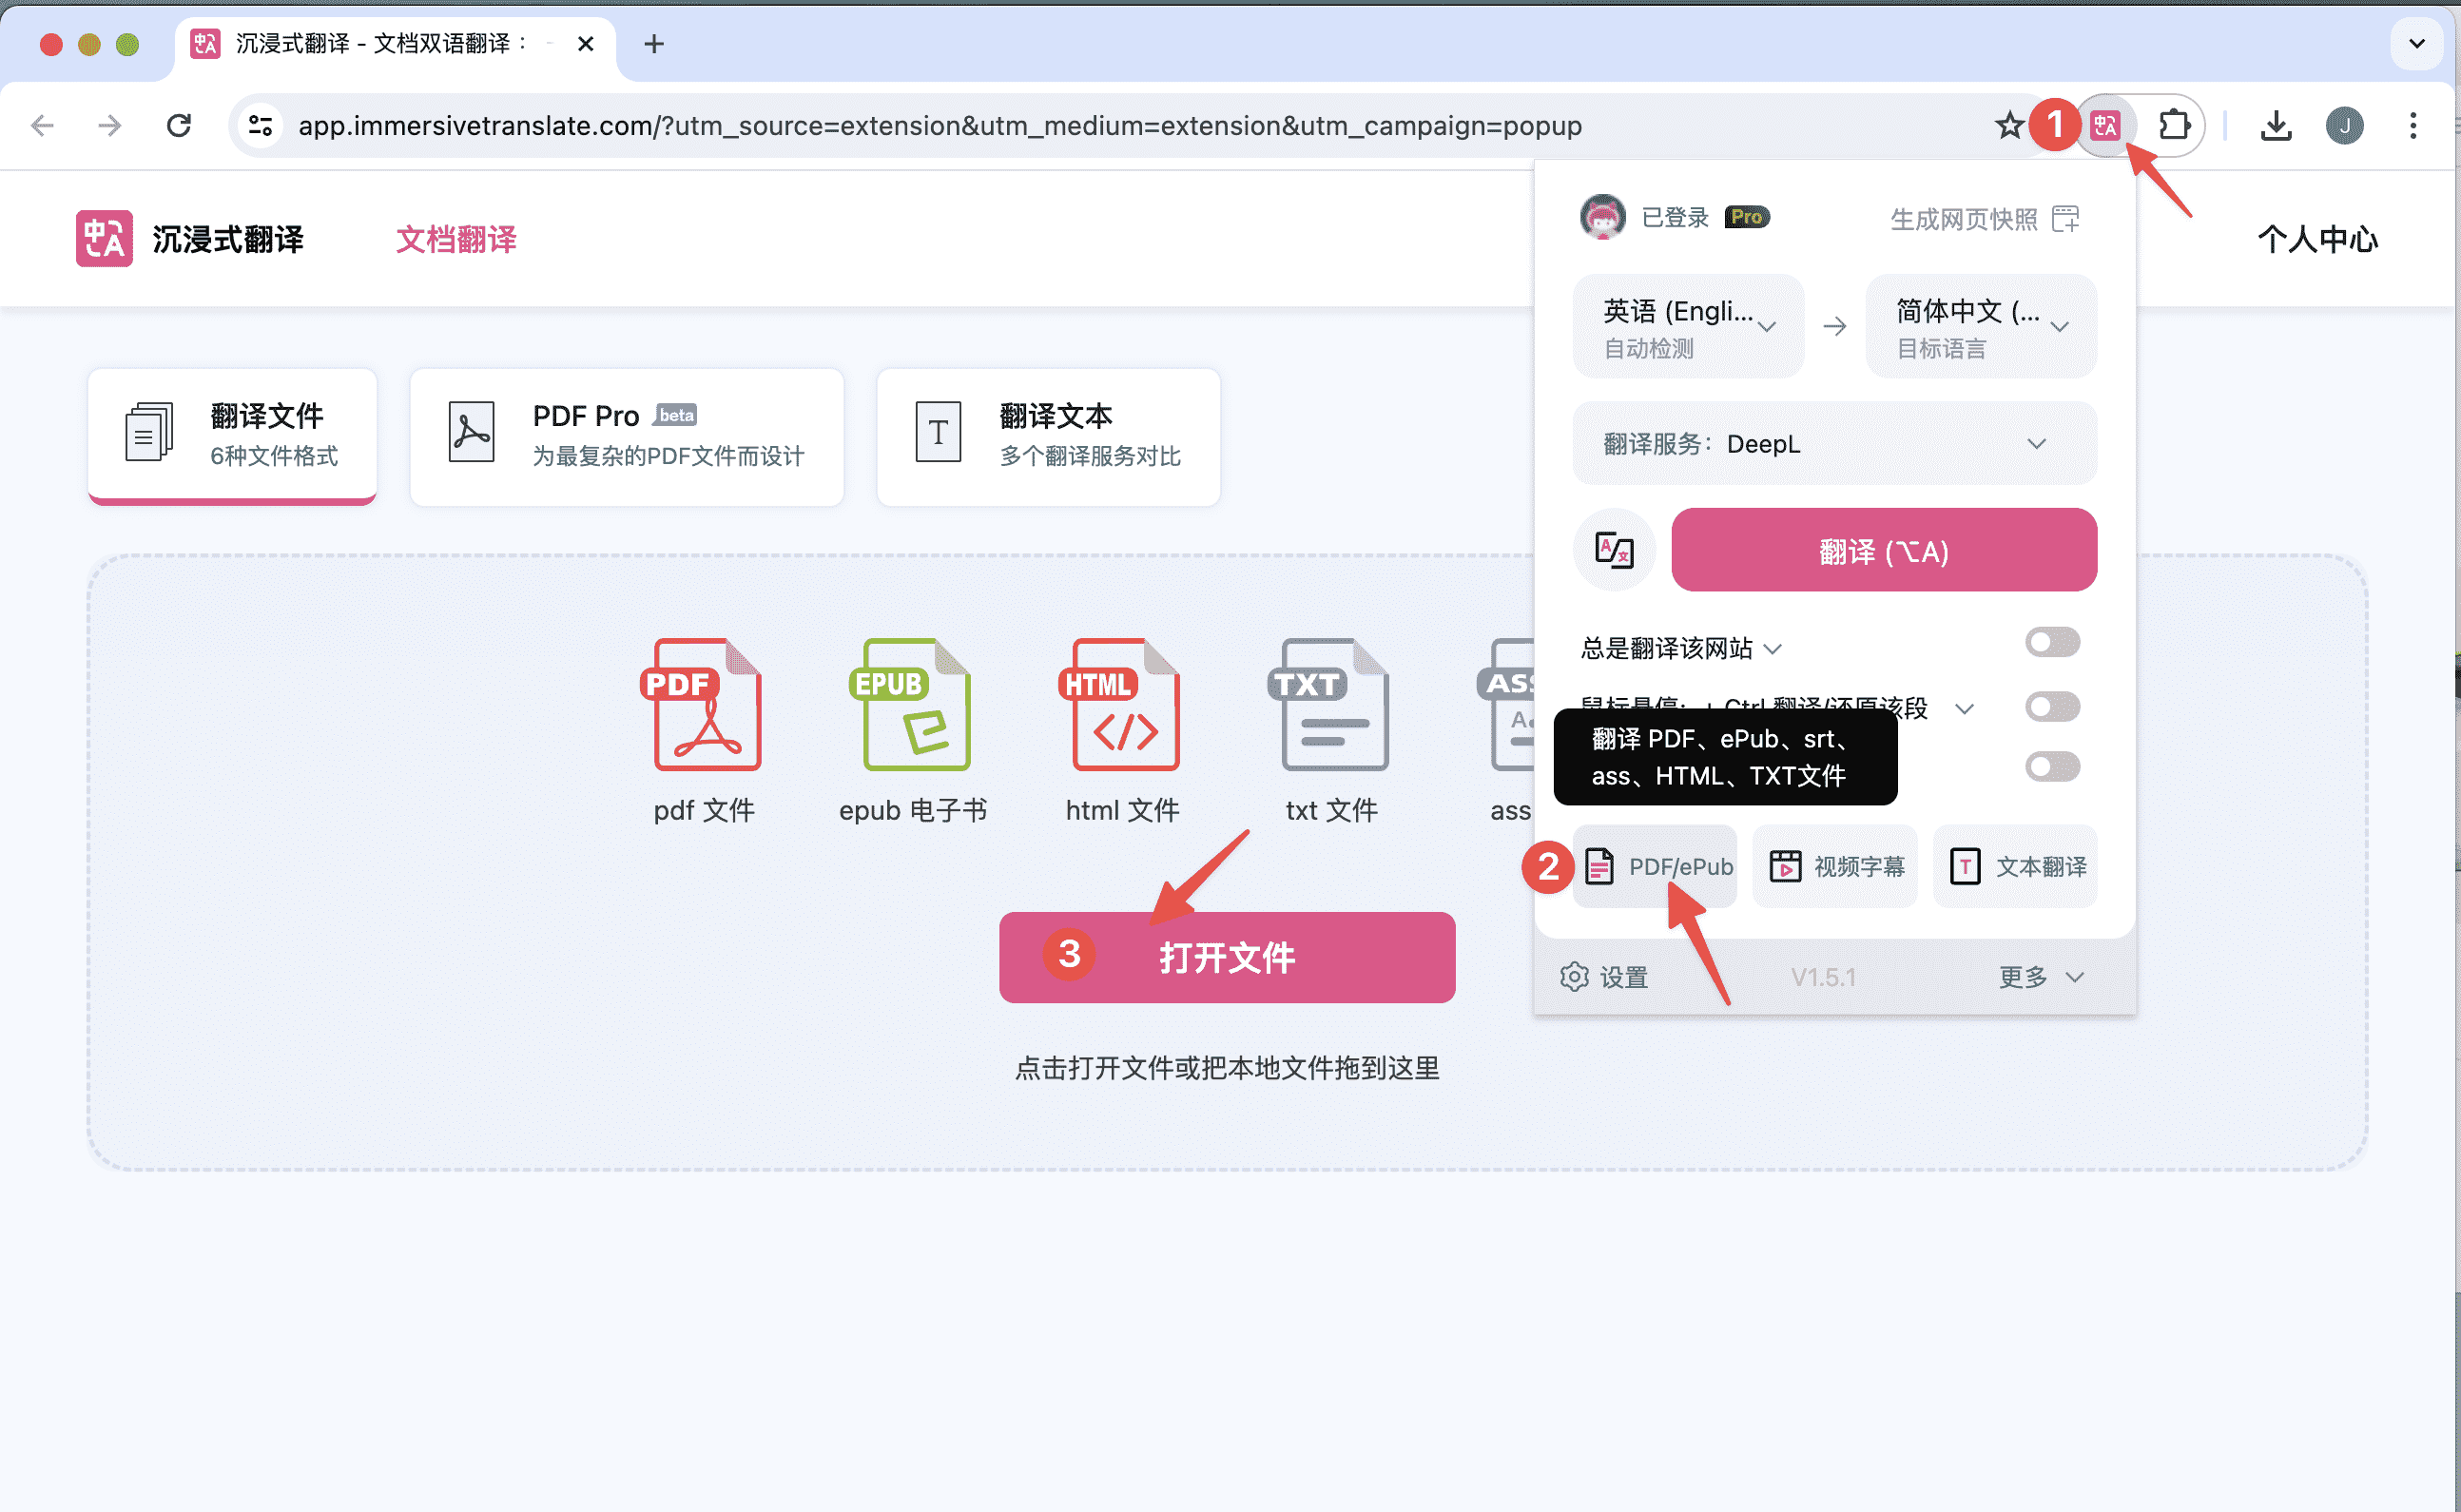 沉浸式翻译 - 文档双语翻译：
app.immersivetranslate.com/?utm_source=extension&utm_medium=extension&utm_campaign=popup
1
J
沉浸式翻译
文档翻译
个人中心
已登录 Pro
生成网页快照
英语 (Engli...
自动检测
简体中文 (...
目标语言
翻译服务： DeepL
翻译 (⌥A)
总是翻译该网站
鼠标悬停: + Ctrl 翻译/还原该段
翻译 PDF、ePub、srt、
ass、HTML、TXT文件
2
PDF/ePub
视频字幕
文本翻译
设置
V1.5.1
更多
翻译文件
6种文件格式
PDF Pro beta
为最复杂的PDF文件而设计
翻译文本
多个翻译服务对比
PDF
EPUB
HTML
TXT
ASS
pdf 文件
epub 电子书
html 文件
txt 文件
ass
3
打开文件
点击打开文件或把本地文件拖到这里